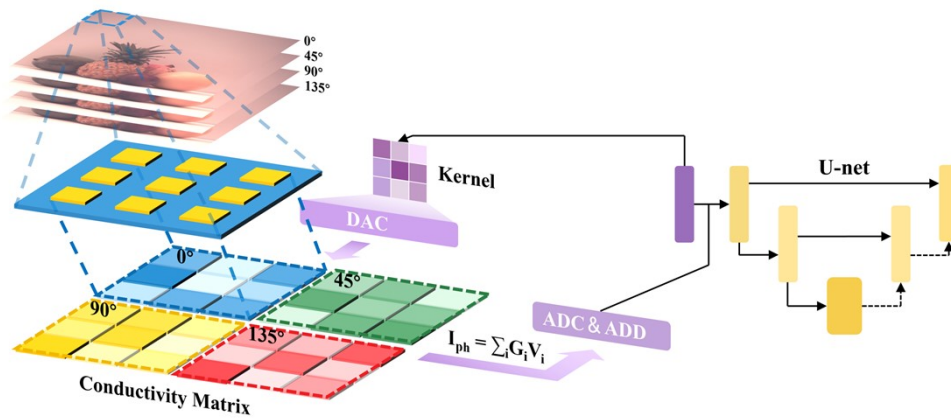 0°
45°
90°
135°
Kernel
DAC
U-net
0°
45°
90°
135°
ADC & ADD
I_ph = ∑_i G_i V_i
Conductivity Matrix